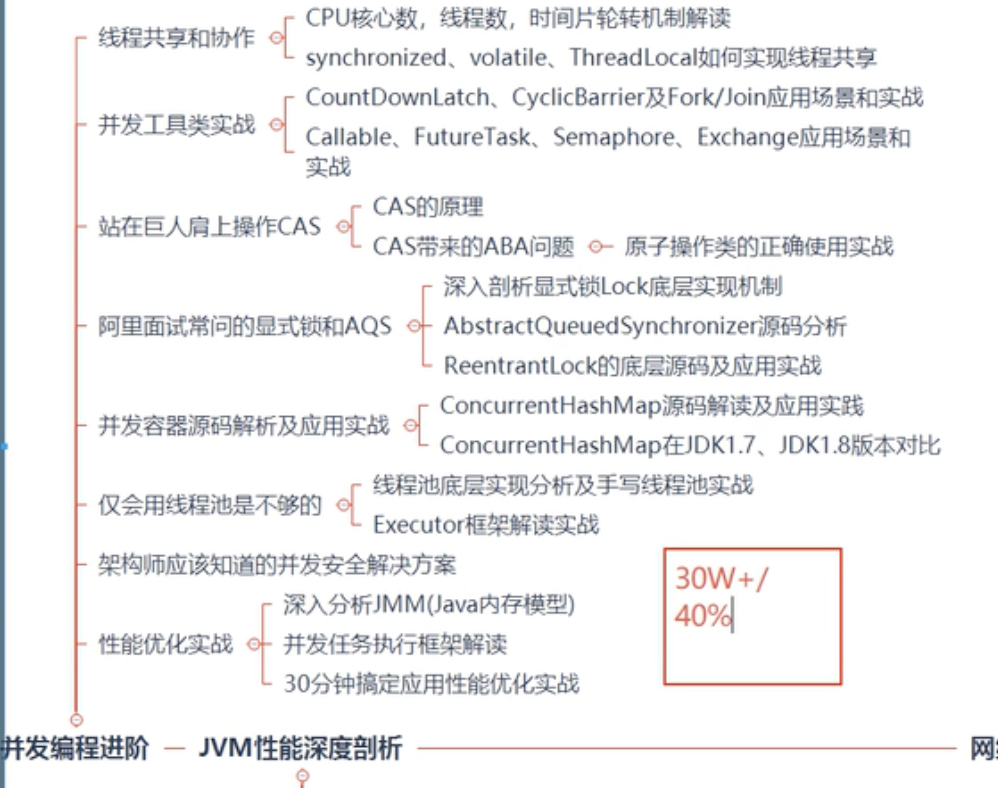 线程共享和协作
CPU核心数，线程数，时间片轮转机制解读
synchronized、volatile、ThreadLocal如何实现线程共享
并发工具类实战
CountDownLatch、CyclicBarrier及Fork/Join应用场景和实战
Callable、FutureTask、Semaphore、Exchange应用场景和
实战
站在巨人肩上操作CAS
CAS的原理
CAS带来的ABA问题
原子操作类的正确使用实战
阿里面试常问的显式锁和AQS
深入剖析显式锁Lock底层实现机制
AbstractQueuedSynchronizer源码分析
ReentrantLock的底层源码及应用实战
并发容器源码解析及应用实战
ConcurrentHashMap源码解读及应用实践
ConcurrentHashMap在JDK1.7、JDK1.8版本对比
仅会用线程池是不够的
线程池底层实现分析及手写线程池实战
Executor框架解读实战
架构师应该知道的并发安全解决方案
性能优化实战
深入分析JMM(Java内存模型)
并发任务执行框架解读
30分钟搞定应用性能优化实战
30W+/
40%
并发编程进阶
JVM性能深度剖析
网